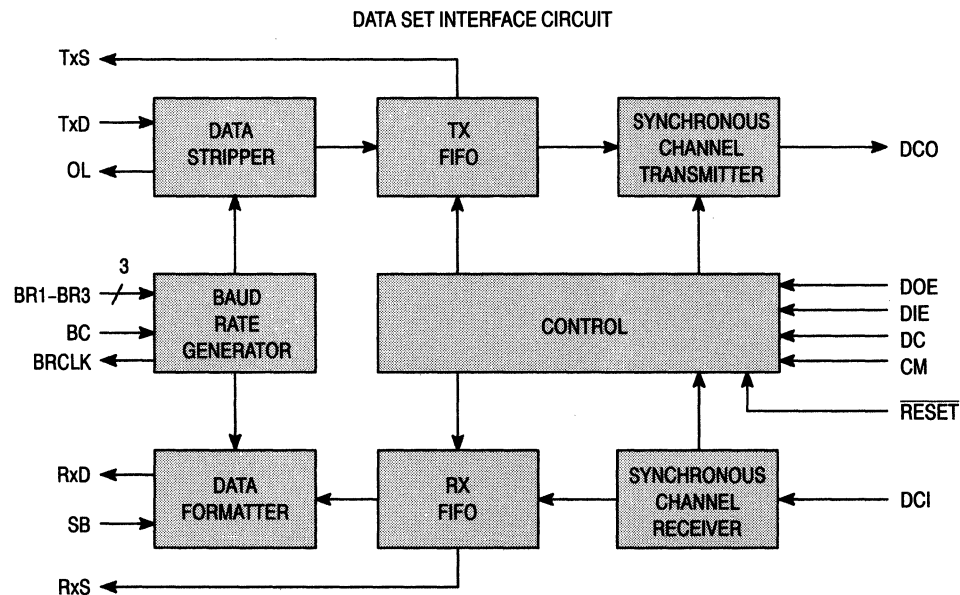 DATA SET INTERFACE CIRCUIT
TxS
TxD
OL
DATA
STRIPPER
TX
FIFO
SYNCHRONOUS
CHANNEL
TRANSMITTER
DCO
3
BR1–BR3
BC
BRCLK
BAUD
RATE
GENERATOR
CONTROL
DOE
DIE
DC
CM
RESET
RxD
SB
DATA
FORMATTER
RX
FIFO
SYNCHRONOUS
CHANNEL
RECEIVER
DCI
RxS